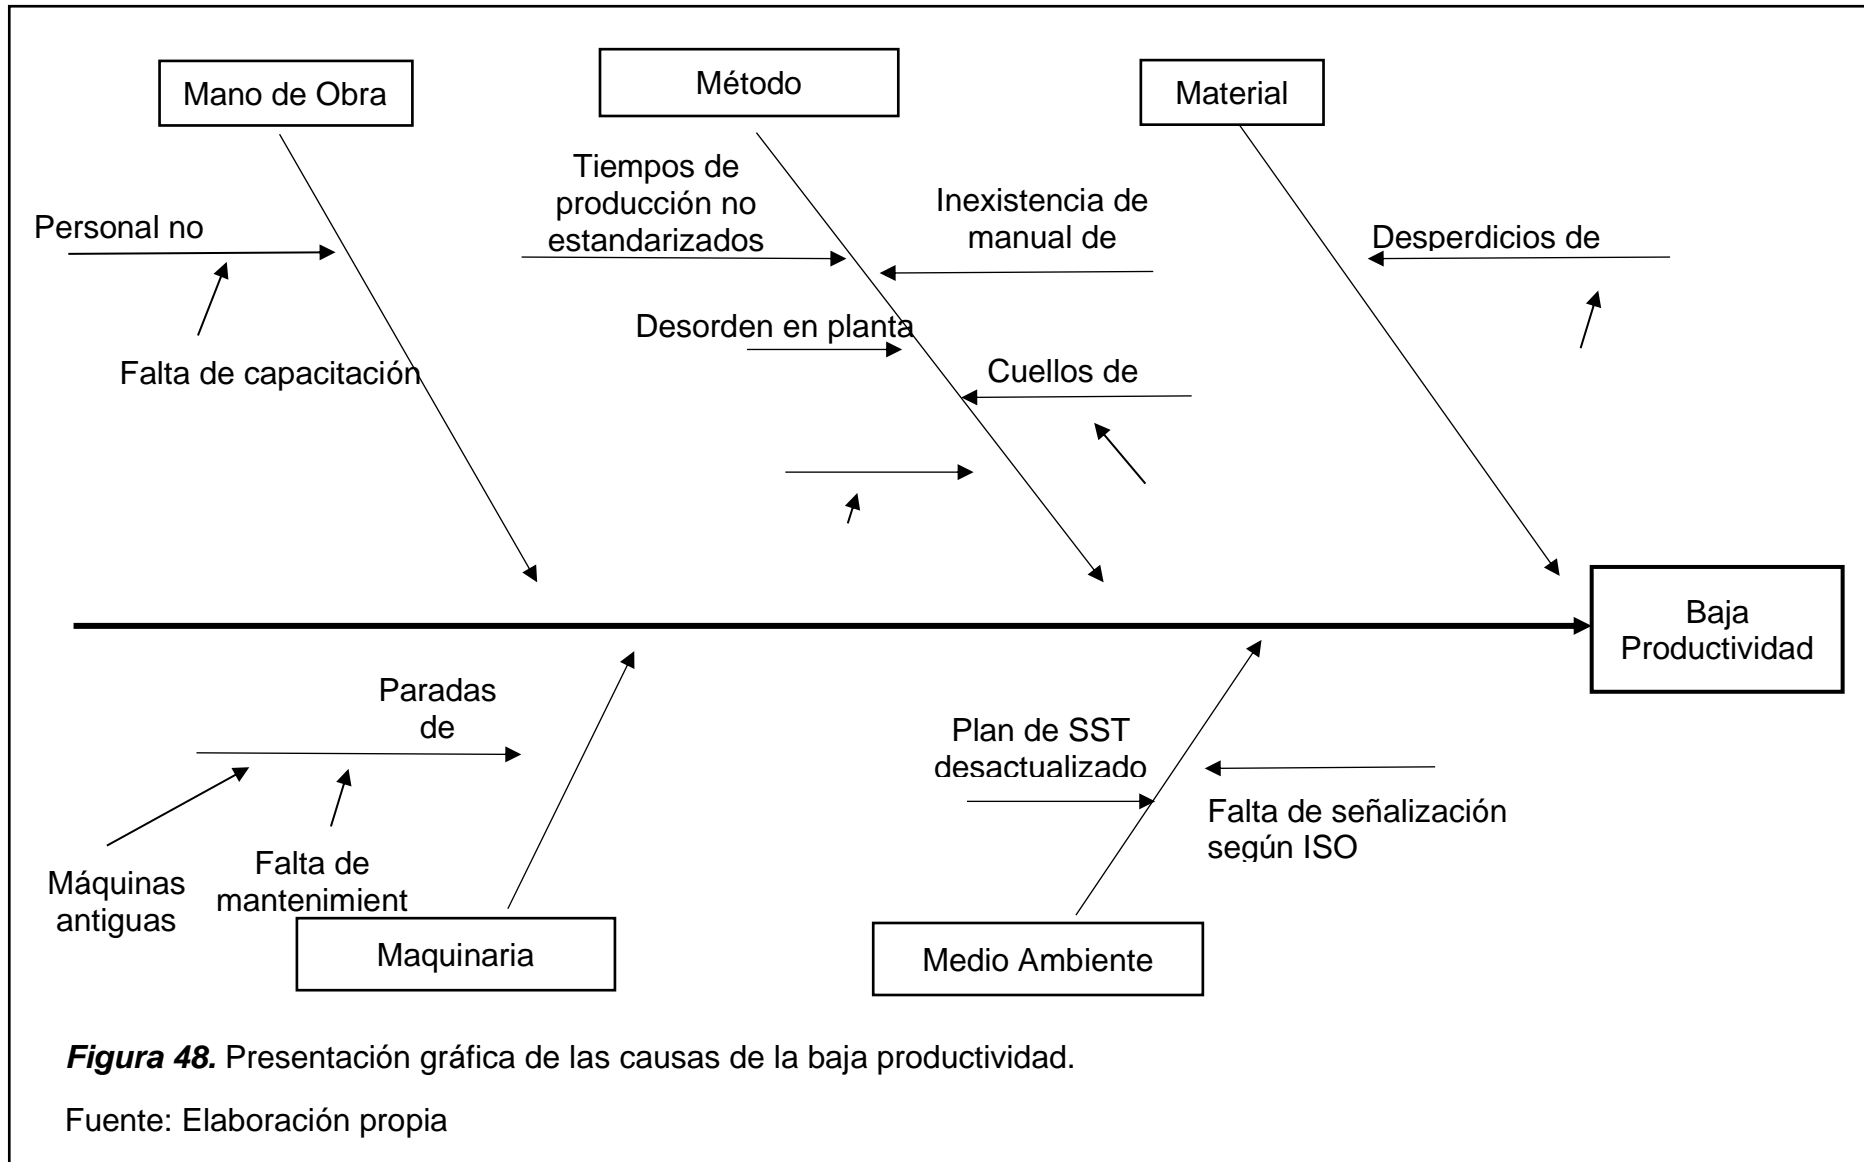 Mano de Obra
Método
Material
Tiempos de
producción no
estandarizados
Inexistencia de
manual de
Personal no
Desperdicios de
Desorden en planta
Falta de capacitación
Cuellos de
Baja
Productividad
Paradas
de
Plan de SST
desactualizado
Falta de señalización
según ISO
Máquinas
antiguas
Falta de
mantenimient
Maquinaria
Medio Ambiente
Figura 48. Presentación gráfica de las causas de la baja productividad.
Fuente: Elaboración propia